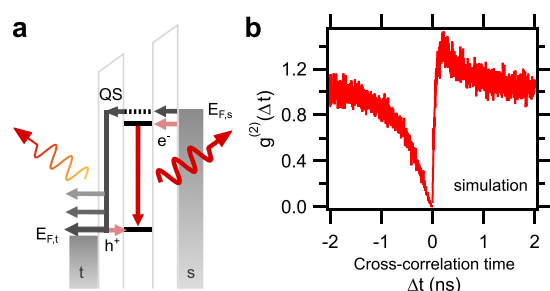 a
QS
E_F,s
e⁻
E_F,t
h⁺
t
s
b
g⁽²⁾(Δt)
1.2
0.8
0.4
0.0
simulation
-2 -1 0 1 2
Cross-correlation time
Δt (ns)